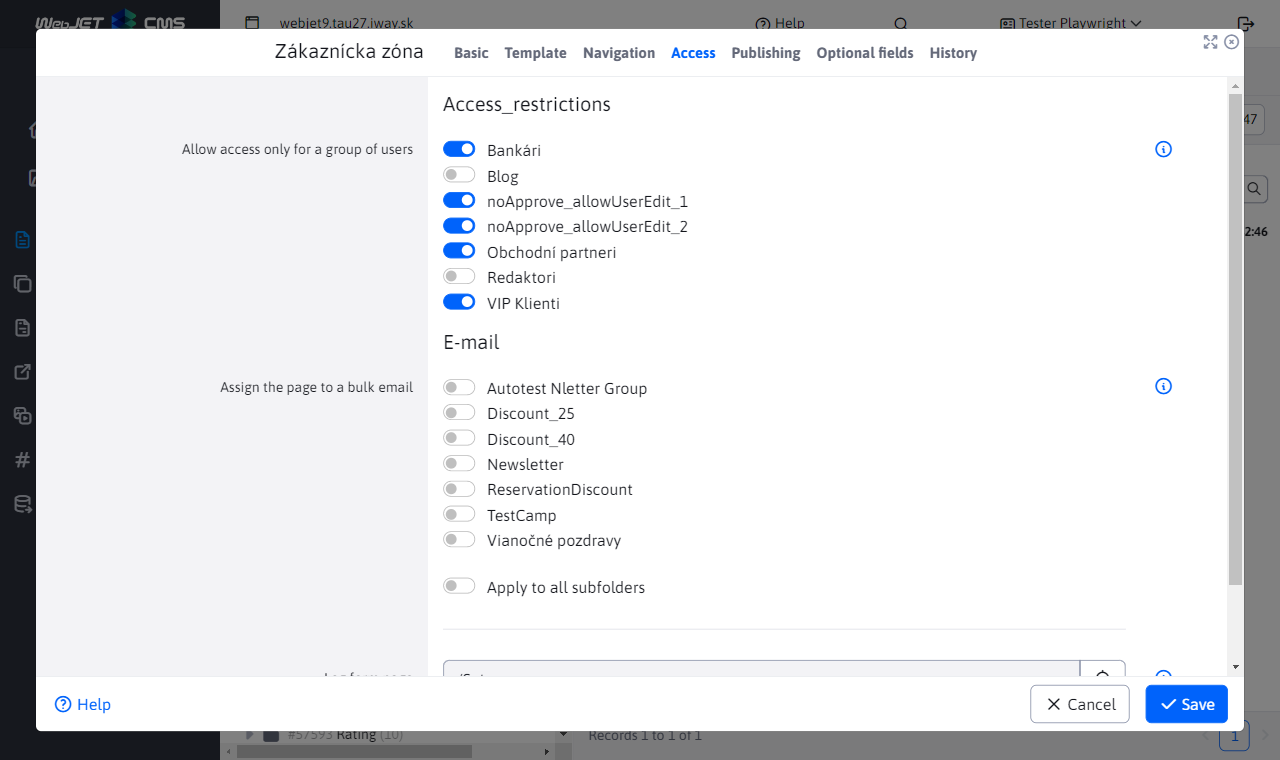 WebJET CMS
webjet9.tau27.iway.sk
Help
Tester Playwright
Zákaznícka zóna
Basic
Template
Navigation
Access
Publishing
Optional fields
History
Access_restrictions
47
Allow access only for a group of users
Bankári
Blog
noApprove_allowUserEdit_1
noApprove_allowUserEdit_2
2:46
Obchodní partneri
Redaktori
VIP Klienti
E-mail
Assign the page to a bulk email
Autotest Nletter Group
Discount_25
Discount_40
Newsletter
ReservationDiscount
TestCamp
Vianočné pozdravy
Apply to all subfolders
Help
Cancel
Save
#57593 Rating (10)
Records 1 to 1 of 1
1